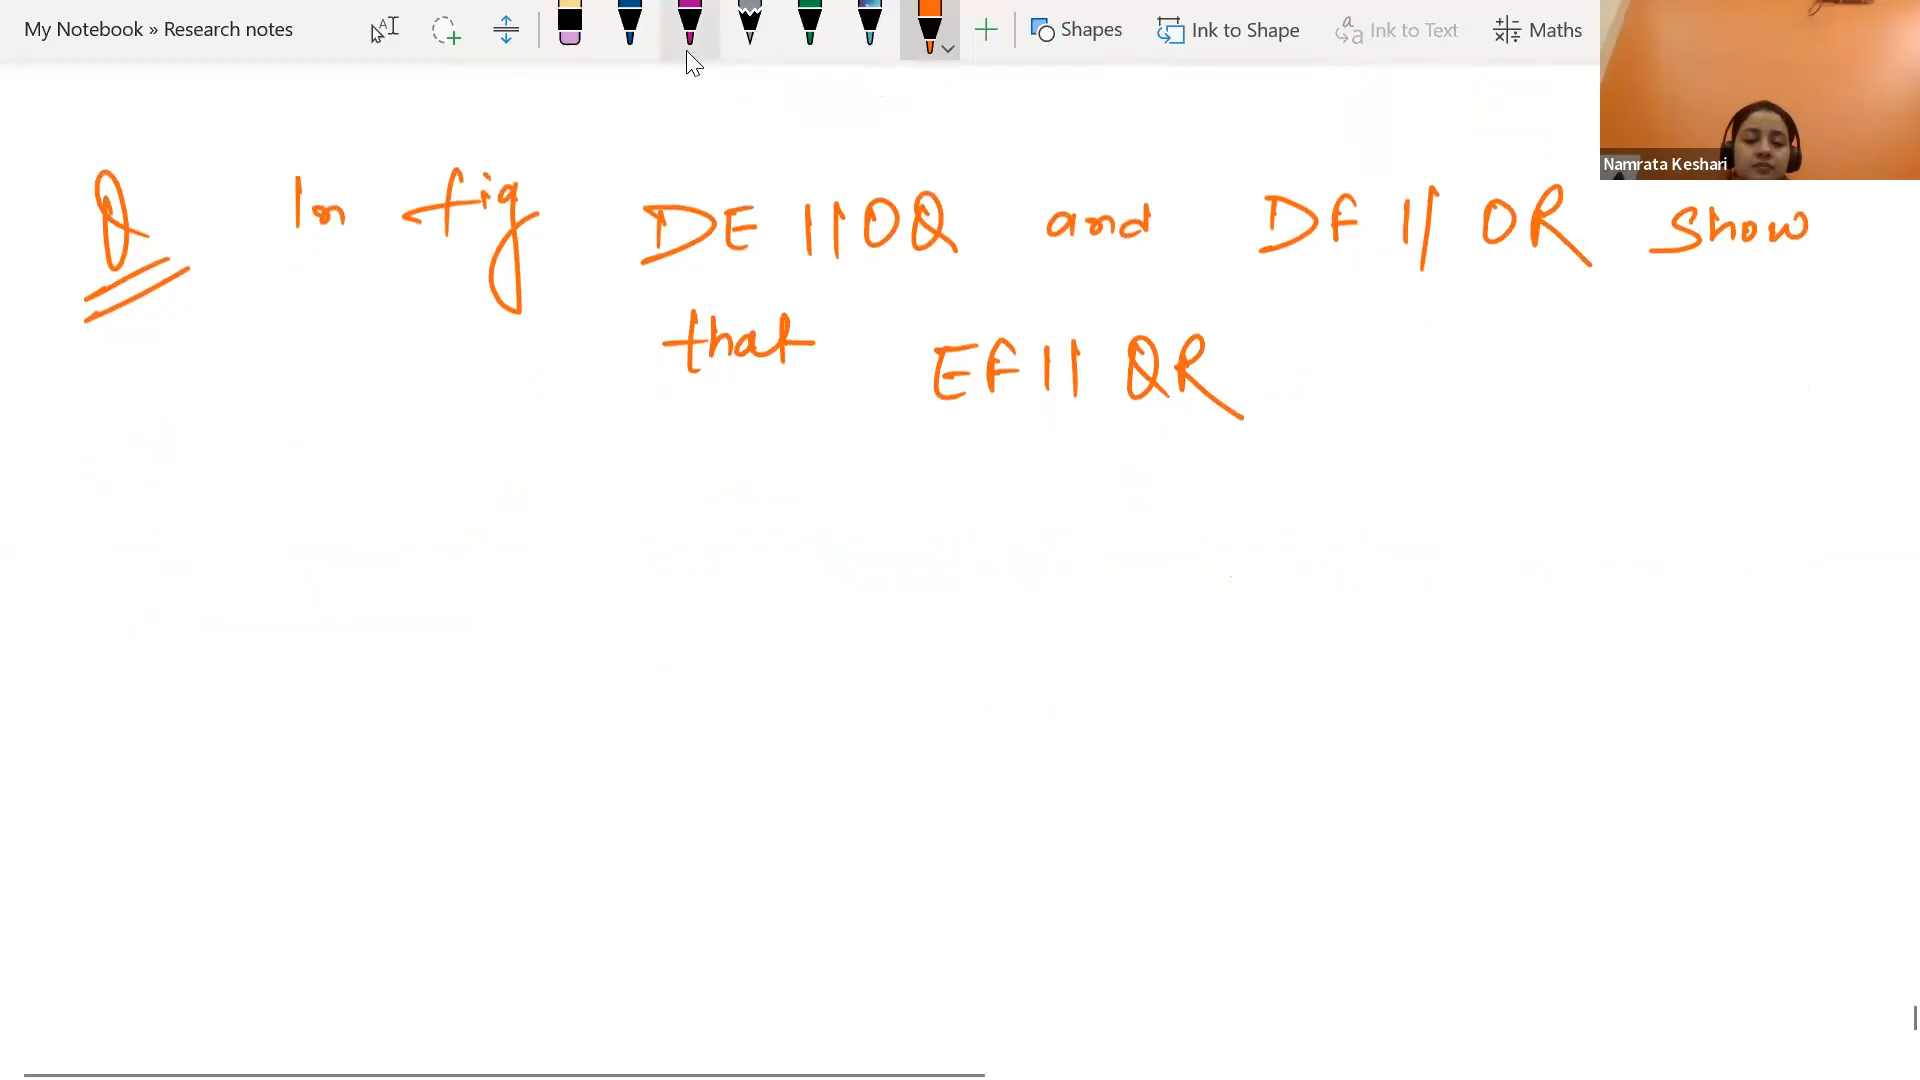 My Notebook » Research notes
Shapes
Ink to Shape
Ink to Text
Maths
Namrata Keshari
Q In fig DE || OQ and DF || OR Show
that EF || QR